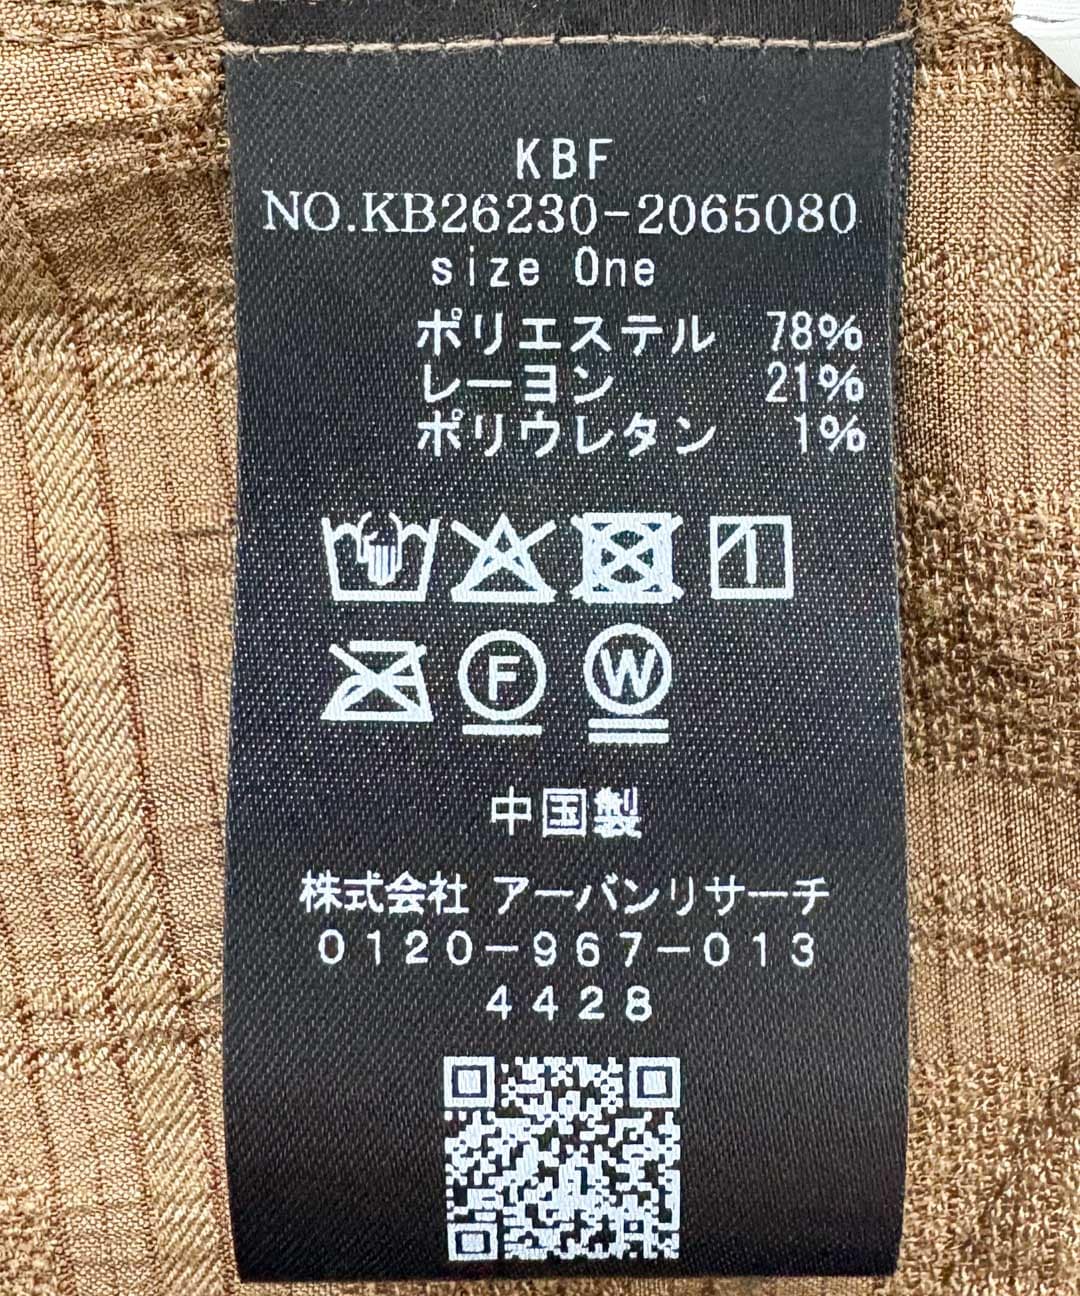 KBF
NO.KB26230-2065080
size One
ポリエステル 78%
レーヨン 21%
ポリウレタン 1%
F W
中国製
株式会社 アーバンリサーチ
0120-967-013
4428